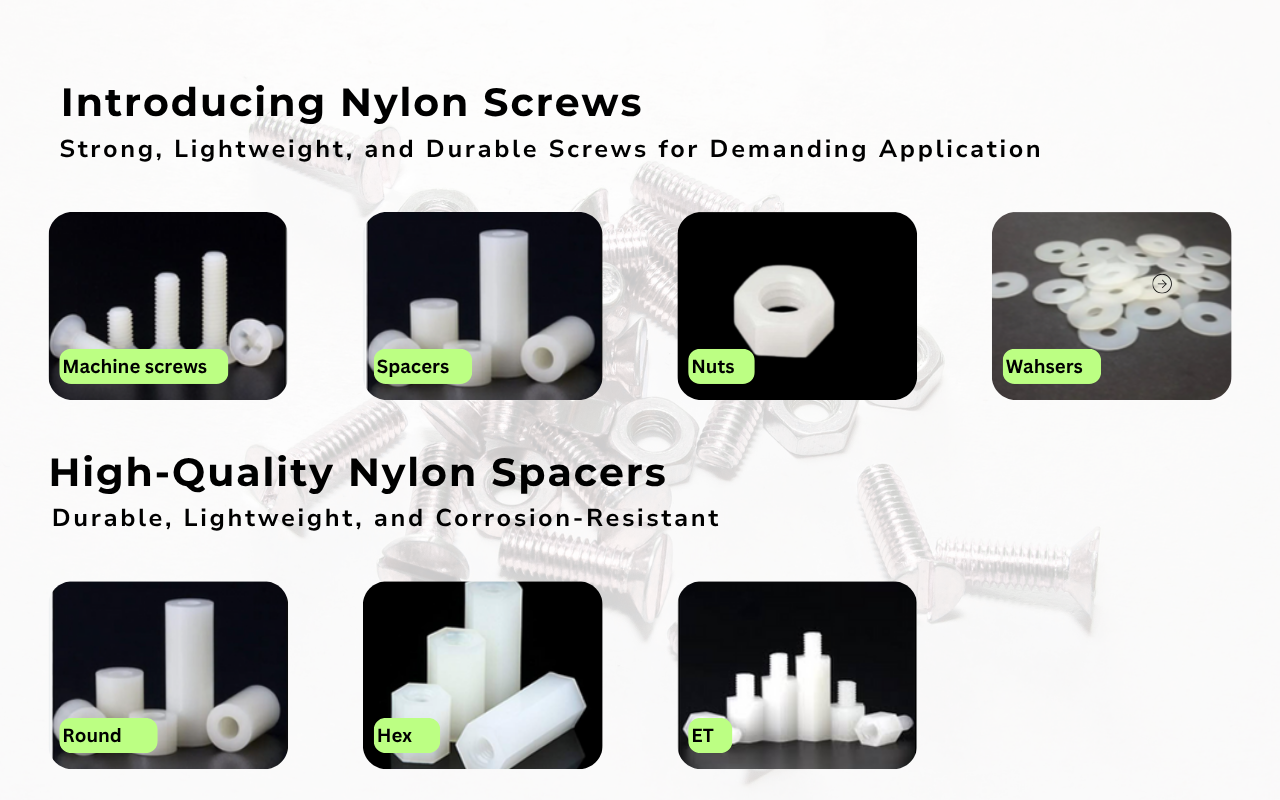 Introducing Nylon Screws
Strong, Lightweight, and Durable Screws for Demanding Application
Machine screws
Spacers
Nuts
Wahsers
High-Quality Nylon Spacers
Durable, Lightweight, and Corrosion-Resistant
Round
Hex
ET